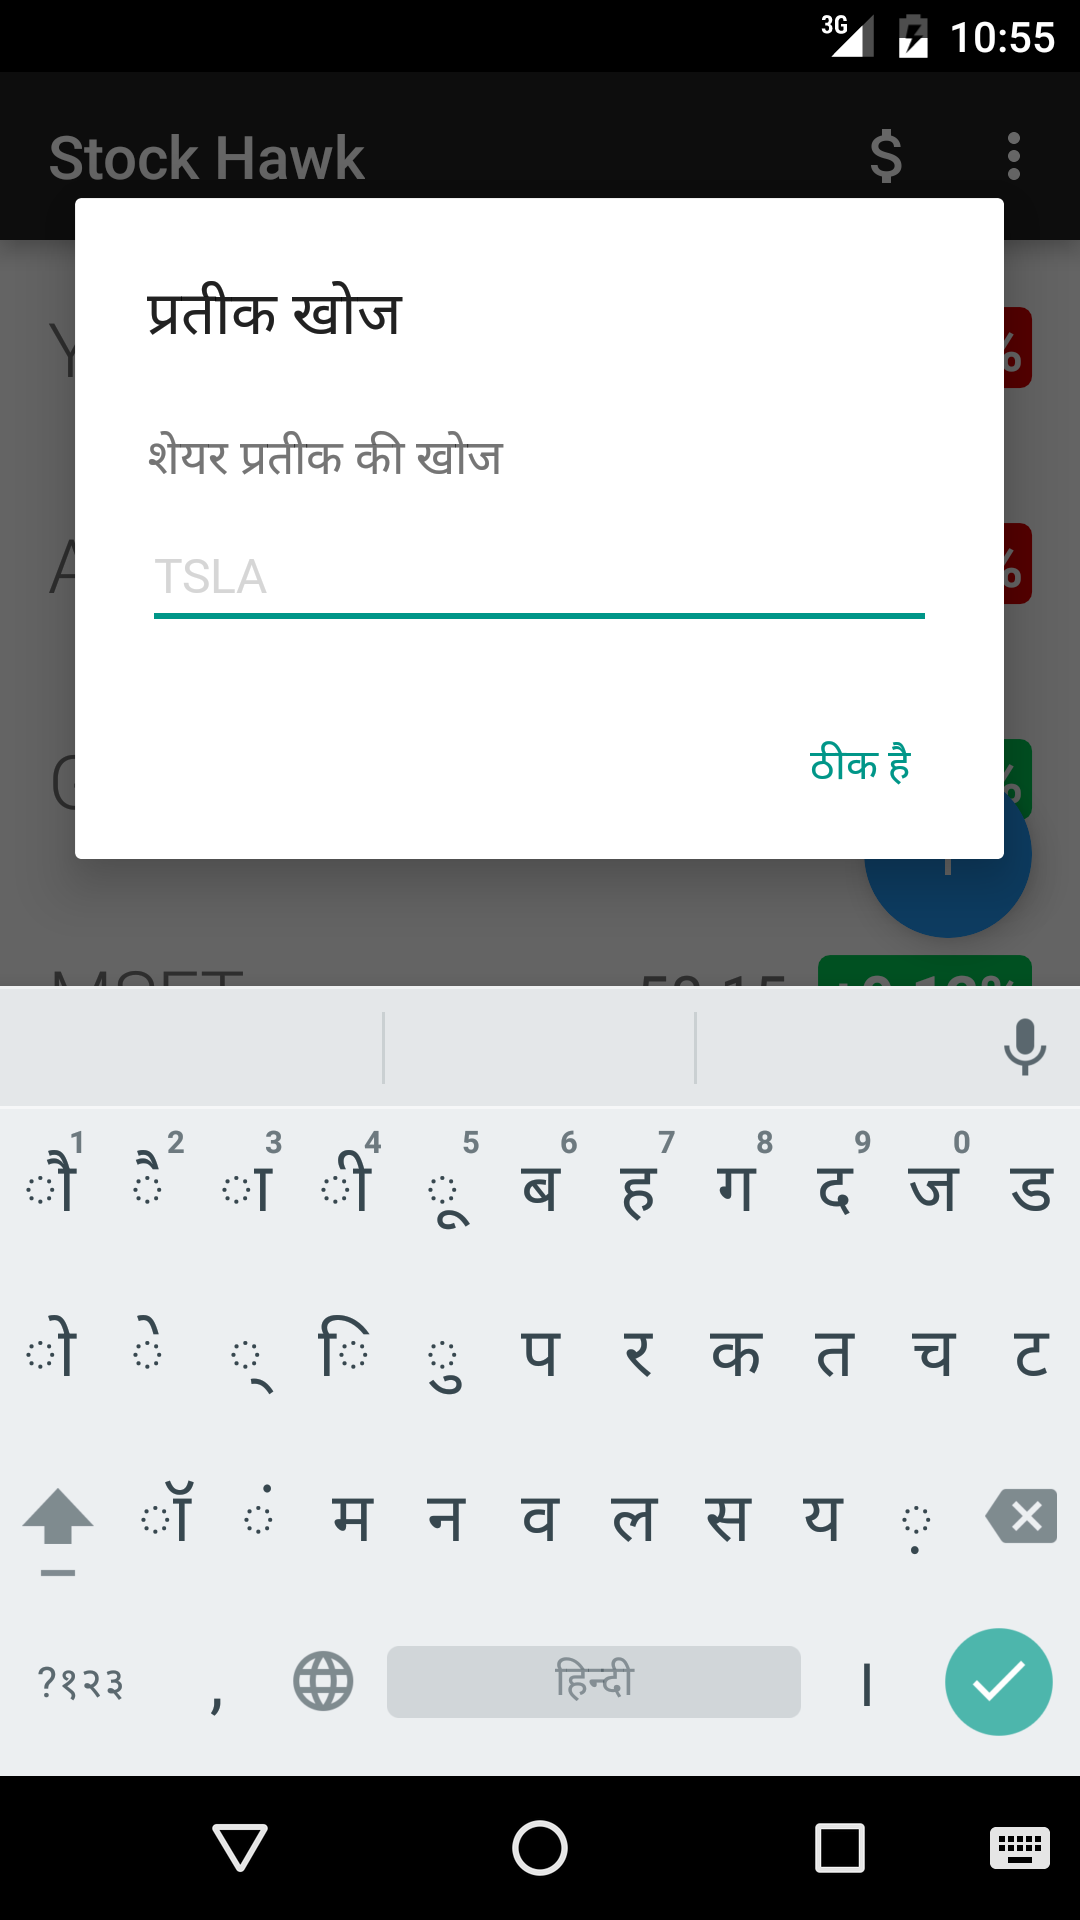 3G 10:55
Stock Hawk $
प्रतीक खोज
शेयर प्रतीक की खोज
TSLA
ठीक है
1 2 3 4 5 6 7 8 9 0
ौ ै ा ी ू ब ह ग द ज ड
ो े ् ि ु प र क त च ट
ॉ ं म न व ल स य ़
?१२३ , हिन्दी ।